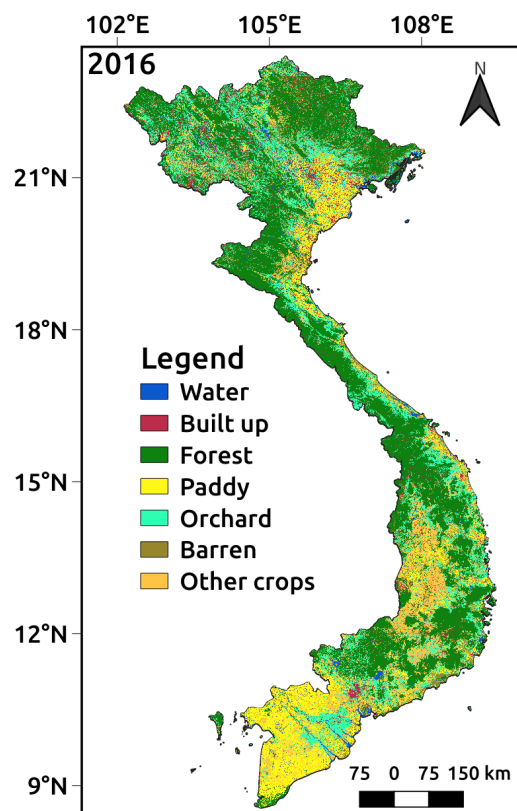 102°E 105°E 108°E
2016
N
21°N
18°N
Legend
Water
Built up
Forest
Paddy
Orchard
Barren
Other crops
15°N
12°N
9°N
75 0 75 150 km